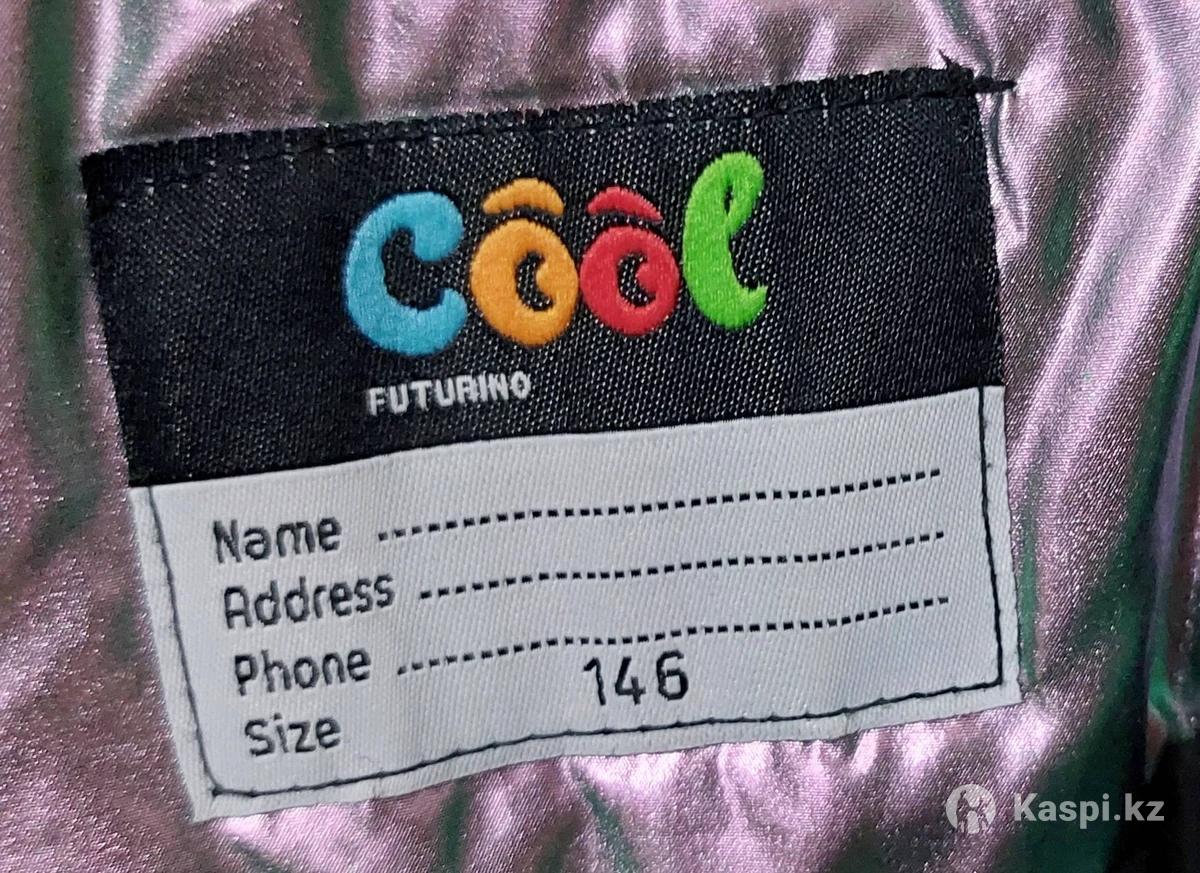 cool
FUTURINO
Name
Address
Phone
Size 146
Kaspi.kz